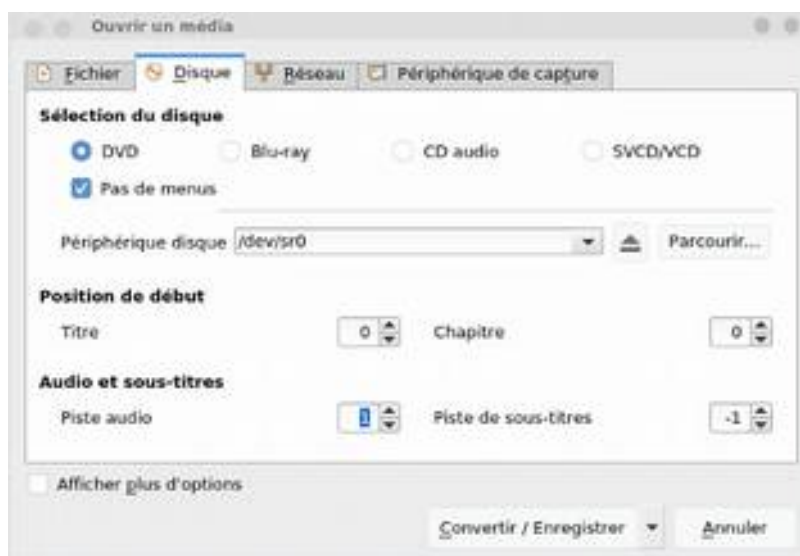 Ouvrir un média
Fichier Disque Réseau Périphérique de capture
Sélection du disque
DVD Blu-ray CD audio SVCD/VCD
Pas de menus
Périphérique disque /dev/sr0 Parcourir...
Position de début
Titre 0 Chapitre 0
Audio et sous-titres
Piste audio 1 Piste de sous-titres -1
Afficher plus d'options
Convertir / Enregistrer Annuler